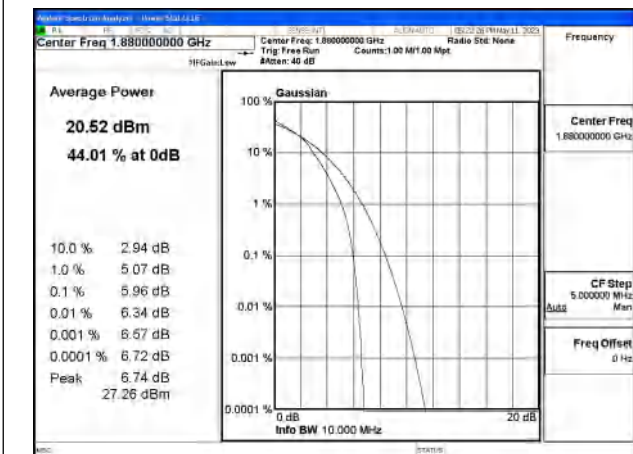 Center Freq 1.880000000 GHz
Center Freq: 1.880000000 GHz
Radio Std: None
Trig: Free Run
Counts:1.00 M/1.00 Mpt
#IFGain:Low
#Atten: 40 dB
Frequency
Average Power
20.52 dBm
44.01 % at 0dB
10.0 % 2.94 dB
1.0 % 5.07 dB
0.1 % 5.96 dB
0.01 % 6.34 dB
0.001 % 6.57 dB
0.0001 % 6.72 dB
Peak 6.74 dB
27.26 dBm
Gaussian
100 %
10 %
1 %
0.1 %
0.01 %
0.001 %
0.0001 %
0 dB
20 dB
Info BW 10.000 MHz
Center Freq
1.880000000 GHz
CF Step
5.000000 MHz
Auto Man
Freq Offset
0 Hz
MSG
STATUS